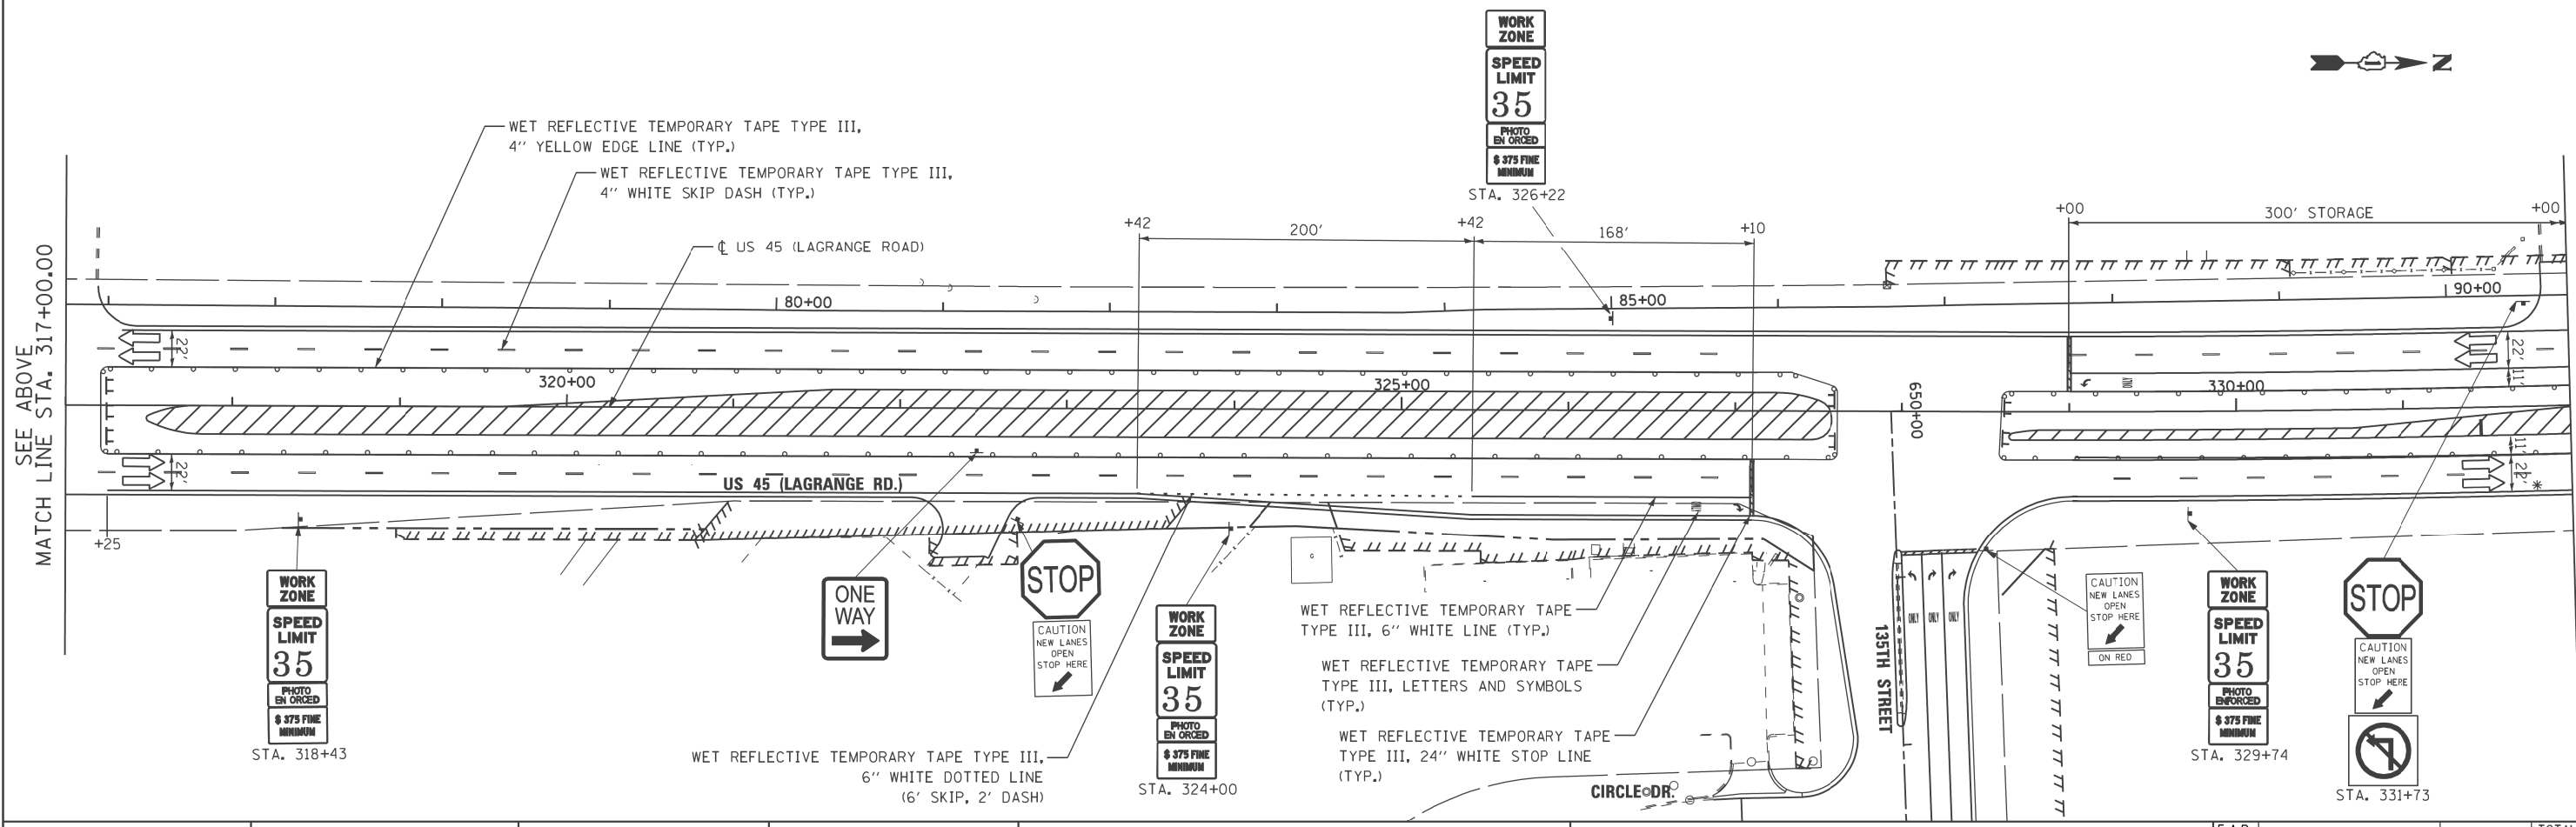 WORK
ZONE
SPEED
LIMIT
35
PHOTO
EN ORCED
$ 375 FINE
MINIMUM
STA. 326+22
N
WET REFLECTIVE TEMPORARY TAPE TYPE III,
4'' YELLOW EDGE LINE (TYP.)
WET REFLECTIVE TEMPORARY TAPE TYPE III,
4'' WHITE SKIP DASH (TYP.)
℄ US 45 (LAGRANGE ROAD)
+42
200'
+42
168'
+10
+00
300' STORAGE
+00
SEE ABOVE
MATCH LINE STA. 317+00.00
80+00
85+00
90+00
22'
22'
11'
320+00
325+00
330+00
650+00
22'
11'
22'
US 45 (LAGRANGE RD.)
+25
WORK
ZONE
SPEED
LIMIT
35
PHOTO
EN ORCED
$ 375 FINE
MINIMUM
STA. 318+43
ONE
WAY
STOP
CAUTION
NEW LANES
OPEN
STOP HERE
WET REFLECTIVE TEMPORARY TAPE TYPE III,
6'' WHITE DOTTED LINE
(6' SKIP, 2' DASH)
WORK
ZONE
SPEED
LIMIT
35
PHOTO
EN ORCED
$ 375 FINE
MINIMUM
STA. 324+00
WET REFLECTIVE TEMPORARY TAPE
TYPE III, 6'' WHITE LINE (TYP.)
WET REFLECTIVE TEMPORARY TAPE
TYPE III, LETTERS AND SYMBOLS
(TYP.)
WET REFLECTIVE TEMPORARY TAPE
TYPE III, 24'' WHITE STOP LINE
(TYP.)
CIRCLE DR.
135TH STREET
ONLY
ONLY
ONLY
CAUTION
NEW LANES
OPEN
STOP HERE
ON RED
WORK
ZONE
SPEED
LIMIT
35
PHOTO
ENFORCED
$ 375 FINE
MINIMUM
STA. 329+74
STOP
CAUTION
NEW LANES
OPEN
STOP HERE
STA. 331+73